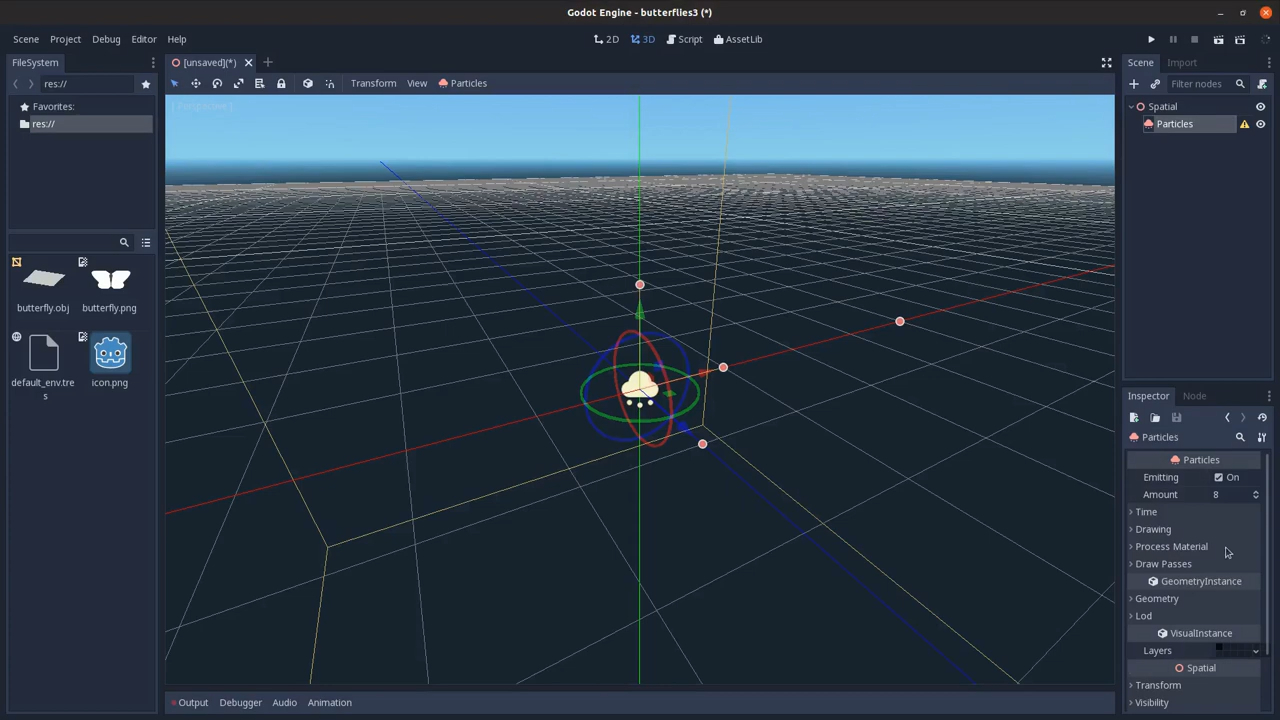 Godot Engine - butterflies3 (*)
Scene Project Debug Editor Help
2D 3D Script AssetLib
FileSystem
[unsaved](*)
Scene Import
res://
Transform View Particles
Filter nodes
Favorites:
res://
[ Perspective ]
Spatial
Particles
butterfly.obj butterfly.png
default_env.tres
s icon.png
Inspector Node
Particles
Particles
Emitting On
Amount 8
Time
Drawing
Process Material
Draw Passes
GeometryInstance
Geometry
Lod
VisualInstance
Layers
Spatial
Transform
Visibility
Output Debugger Audio Animation